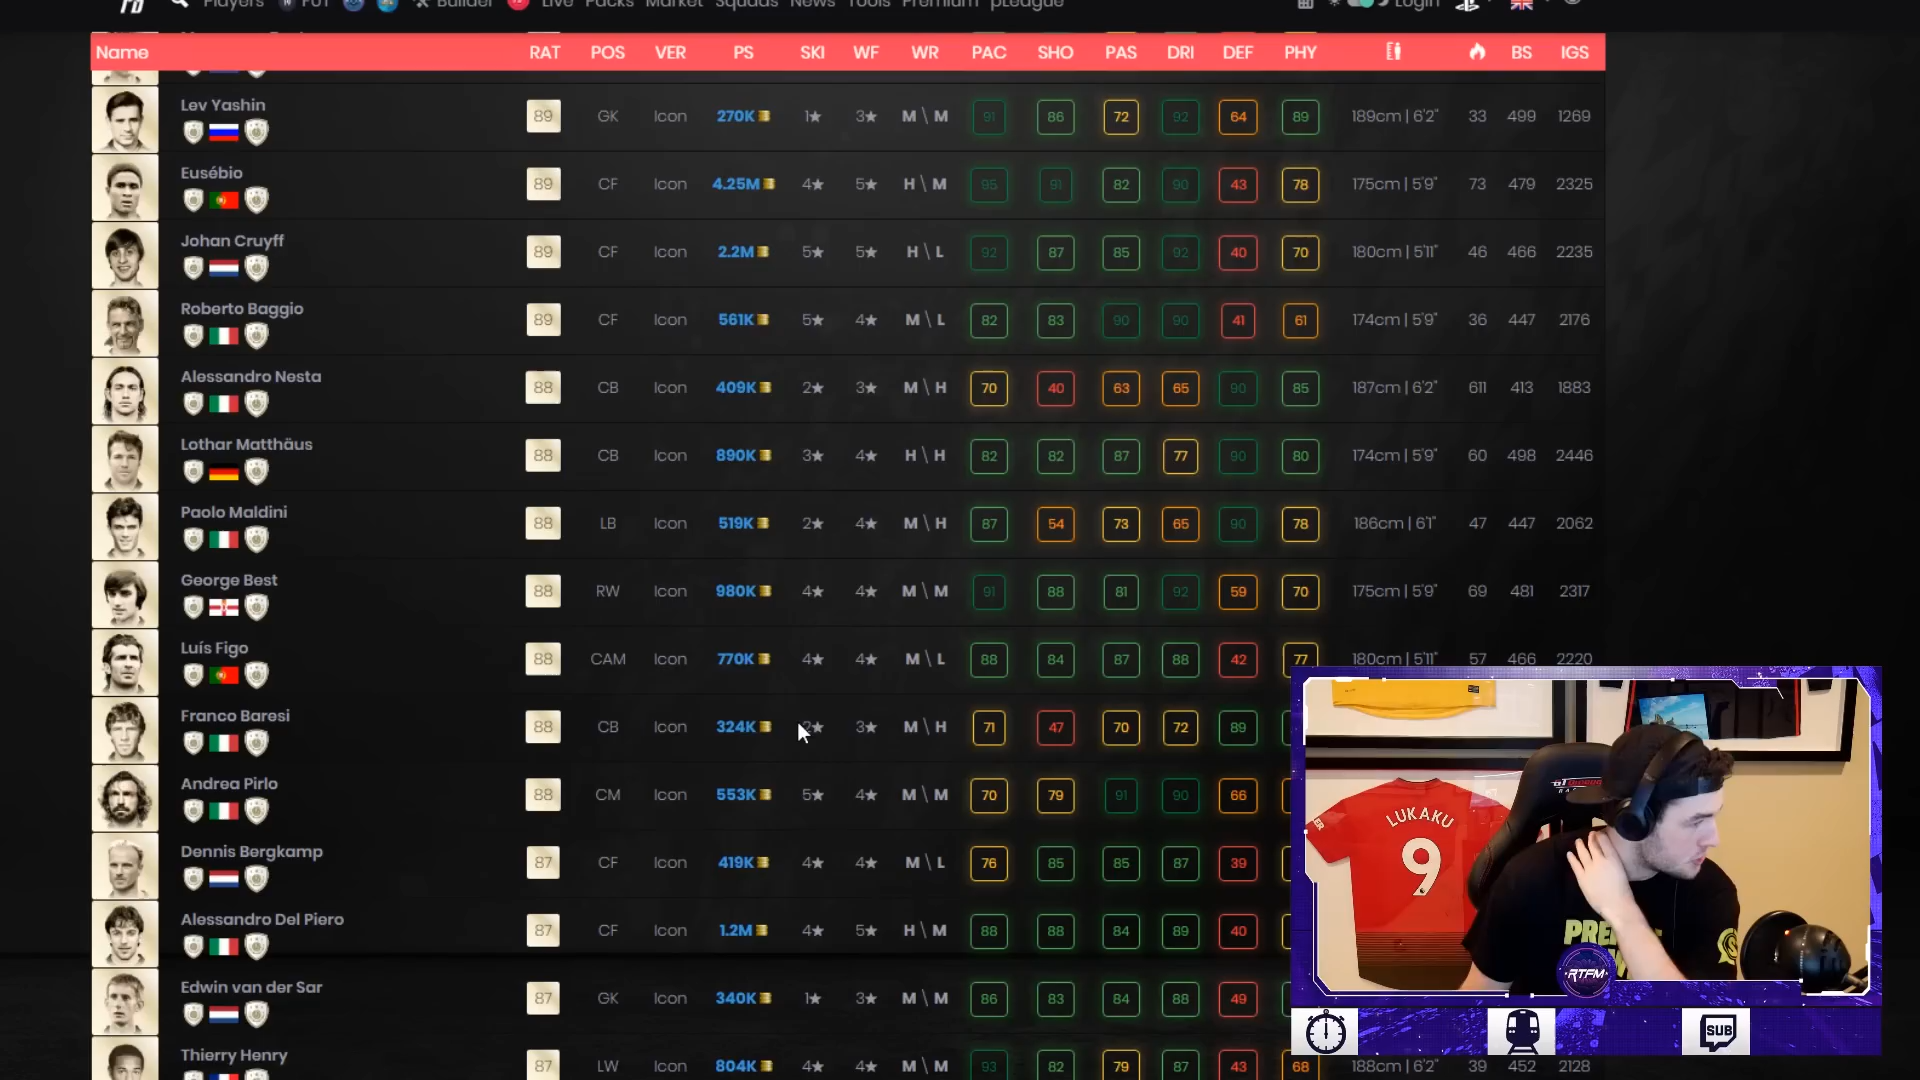 Players FUT Builder Live Packs Market Squads News Tools Premium pLeague Login
Name RAT POS VER PS SKI WF WR PAC SHO PAS DRI DEF PHY BS IGS
Lev Yashin 89 GK Icon 270K 1★ 3★ M \ M 91 86 72 92 64 89 189cm | 6'2" 33 499 1269
Eusébio 89 CF Icon 4.25M 4★ 5★ H \ M 95 91 82 90 43 78 175cm | 5'9" 73 479 2325
Johan Cruyff 89 CF Icon 2.2M 5★ 5★ H \ L 92 87 85 92 40 70 180cm | 5'11" 46 466 2235
Roberto Baggio 89 CF Icon 561K 5★ 4★ M \ L 82 83 90 90 41 61 174cm | 5'9" 36 447 2176
Alessandro Nesta 88 CB Icon 409K 2★ 3★ M \ H 70 40 63 65 90 85 187cm | 6'2" 611 413 1883
Lothar Matthäus 88 CB Icon 890K 3★ 4★ H \ H 82 82 87 77 90 80 174cm | 5'9" 60 498 2446
Paolo Maldini 88 LB Icon 519K 2★ 4★ M \ H 87 54 73 65 90 78 186cm | 6'1" 47 447 2062
George Best 88 RW Icon 980K 4★ 4★ M \ M 91 88 81 92 59 70 175cm | 5'9" 69 481 2317
Luís Figo 88 CAM Icon 770K 4★ 4★ M \ L 88 84 87 88 42 77 180cm | 5'11" 57 466 2220
Franco Baresi 88 CB Icon 324K 2★ 3★ M \ H 71 47 70 72 89
Andrea Pirlo 88 CM Icon 553K 5★ 4★ M \ M 70 79 91 90 66
Dennis Bergkamp 87 CF Icon 419K 4★ 4★ M \ L 76 85 85 87 39
Alessandro Del Piero 87 CF Icon 1.2M 4★ 5★ H \ M 88 88 84 89 40
Edwin van der Sar 87 GK Icon 340K 1★ 3★ M \ M 86 83 84 88 49
Thierry Henry 87 LW Icon 804K 4★ 4★ M \ M 93 82 79 87 43 68 188cm | 6'2" 39 452 2128
LUKAKU
9
RTFM
SUB